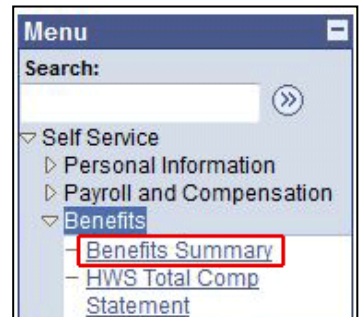 Menu
Search:
Self Service
Personal Information
Payroll and Compensation
Benefits
Benefits Summary
HWS Total Comp
Statement